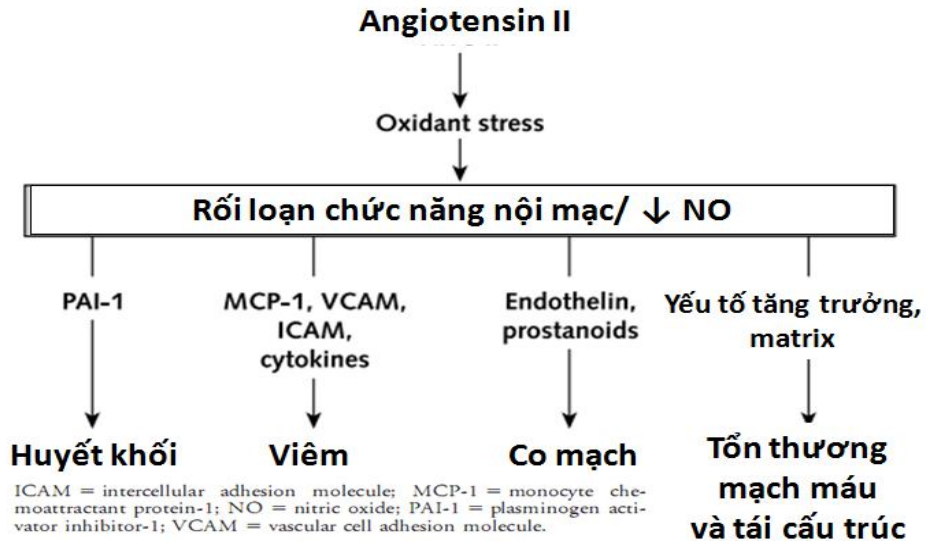 Angiotensin II
Oxidant stress
Rối loạn chức năng nội mạc/ ↓ NO
PAI-1
MCP-1, VCAM,
ICAM,
cytokines
Endothelin,
prostanoids
Yếu tố tăng trưởng,
matrix
Huyết khối
Viêm
Co mạch
Tổn thương
mạch máu
và tái cấu trúc
ICAM = intercellular adhesion molecule; MCP-1 = monocyte che-
moattractant protein-1; NO = nitric oxide; PAI-1 = plasminogen acti-
vator inhibitor-1; VCAM = vascular cell adhesion molecule.